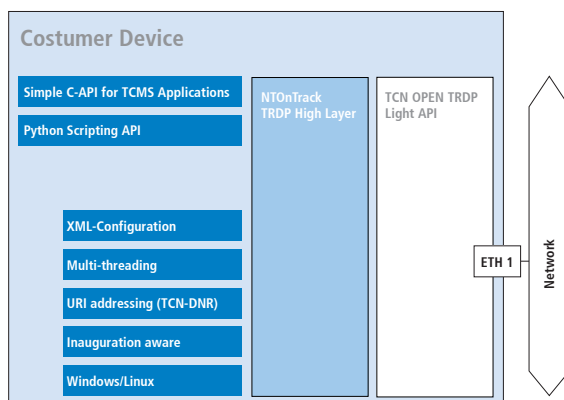 Costumer Device
Simple C-API for TCMS Applications
Python Scripting API
XML-Configuration
Multi-threading
URI addressing (TCN-DNR)
Inauguration aware
Windows/Linux
NTOnTrack
TRDP High Layer
TCN OPEN TRDP
Light API
ETH 1
Network